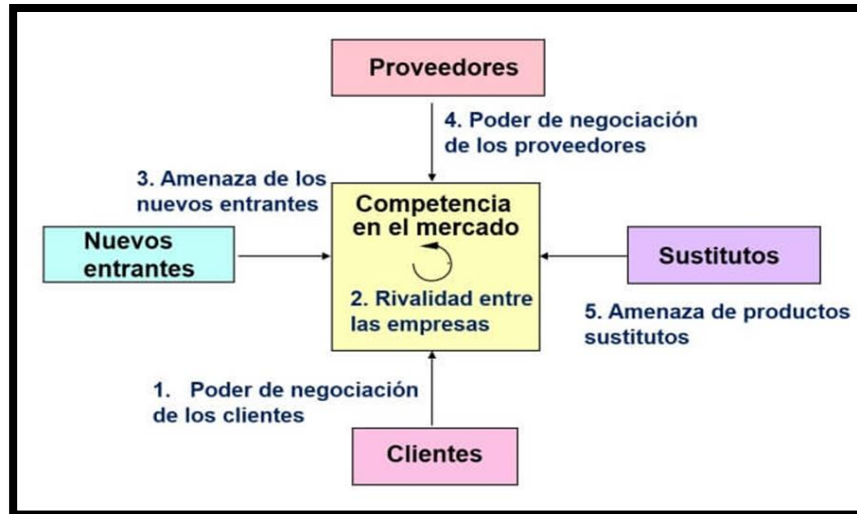 Proveedores
4. Poder de negociación
de los proveedores
3. Amenaza de los
nuevos entrantes
Competencia
en el mercado
Nuevos
entrantes
Sustitutos
2. Rivalidad entre
las empresas
5. Amenaza de productos
sustitutos
1. Poder de negociación
de los clientes
Clientes